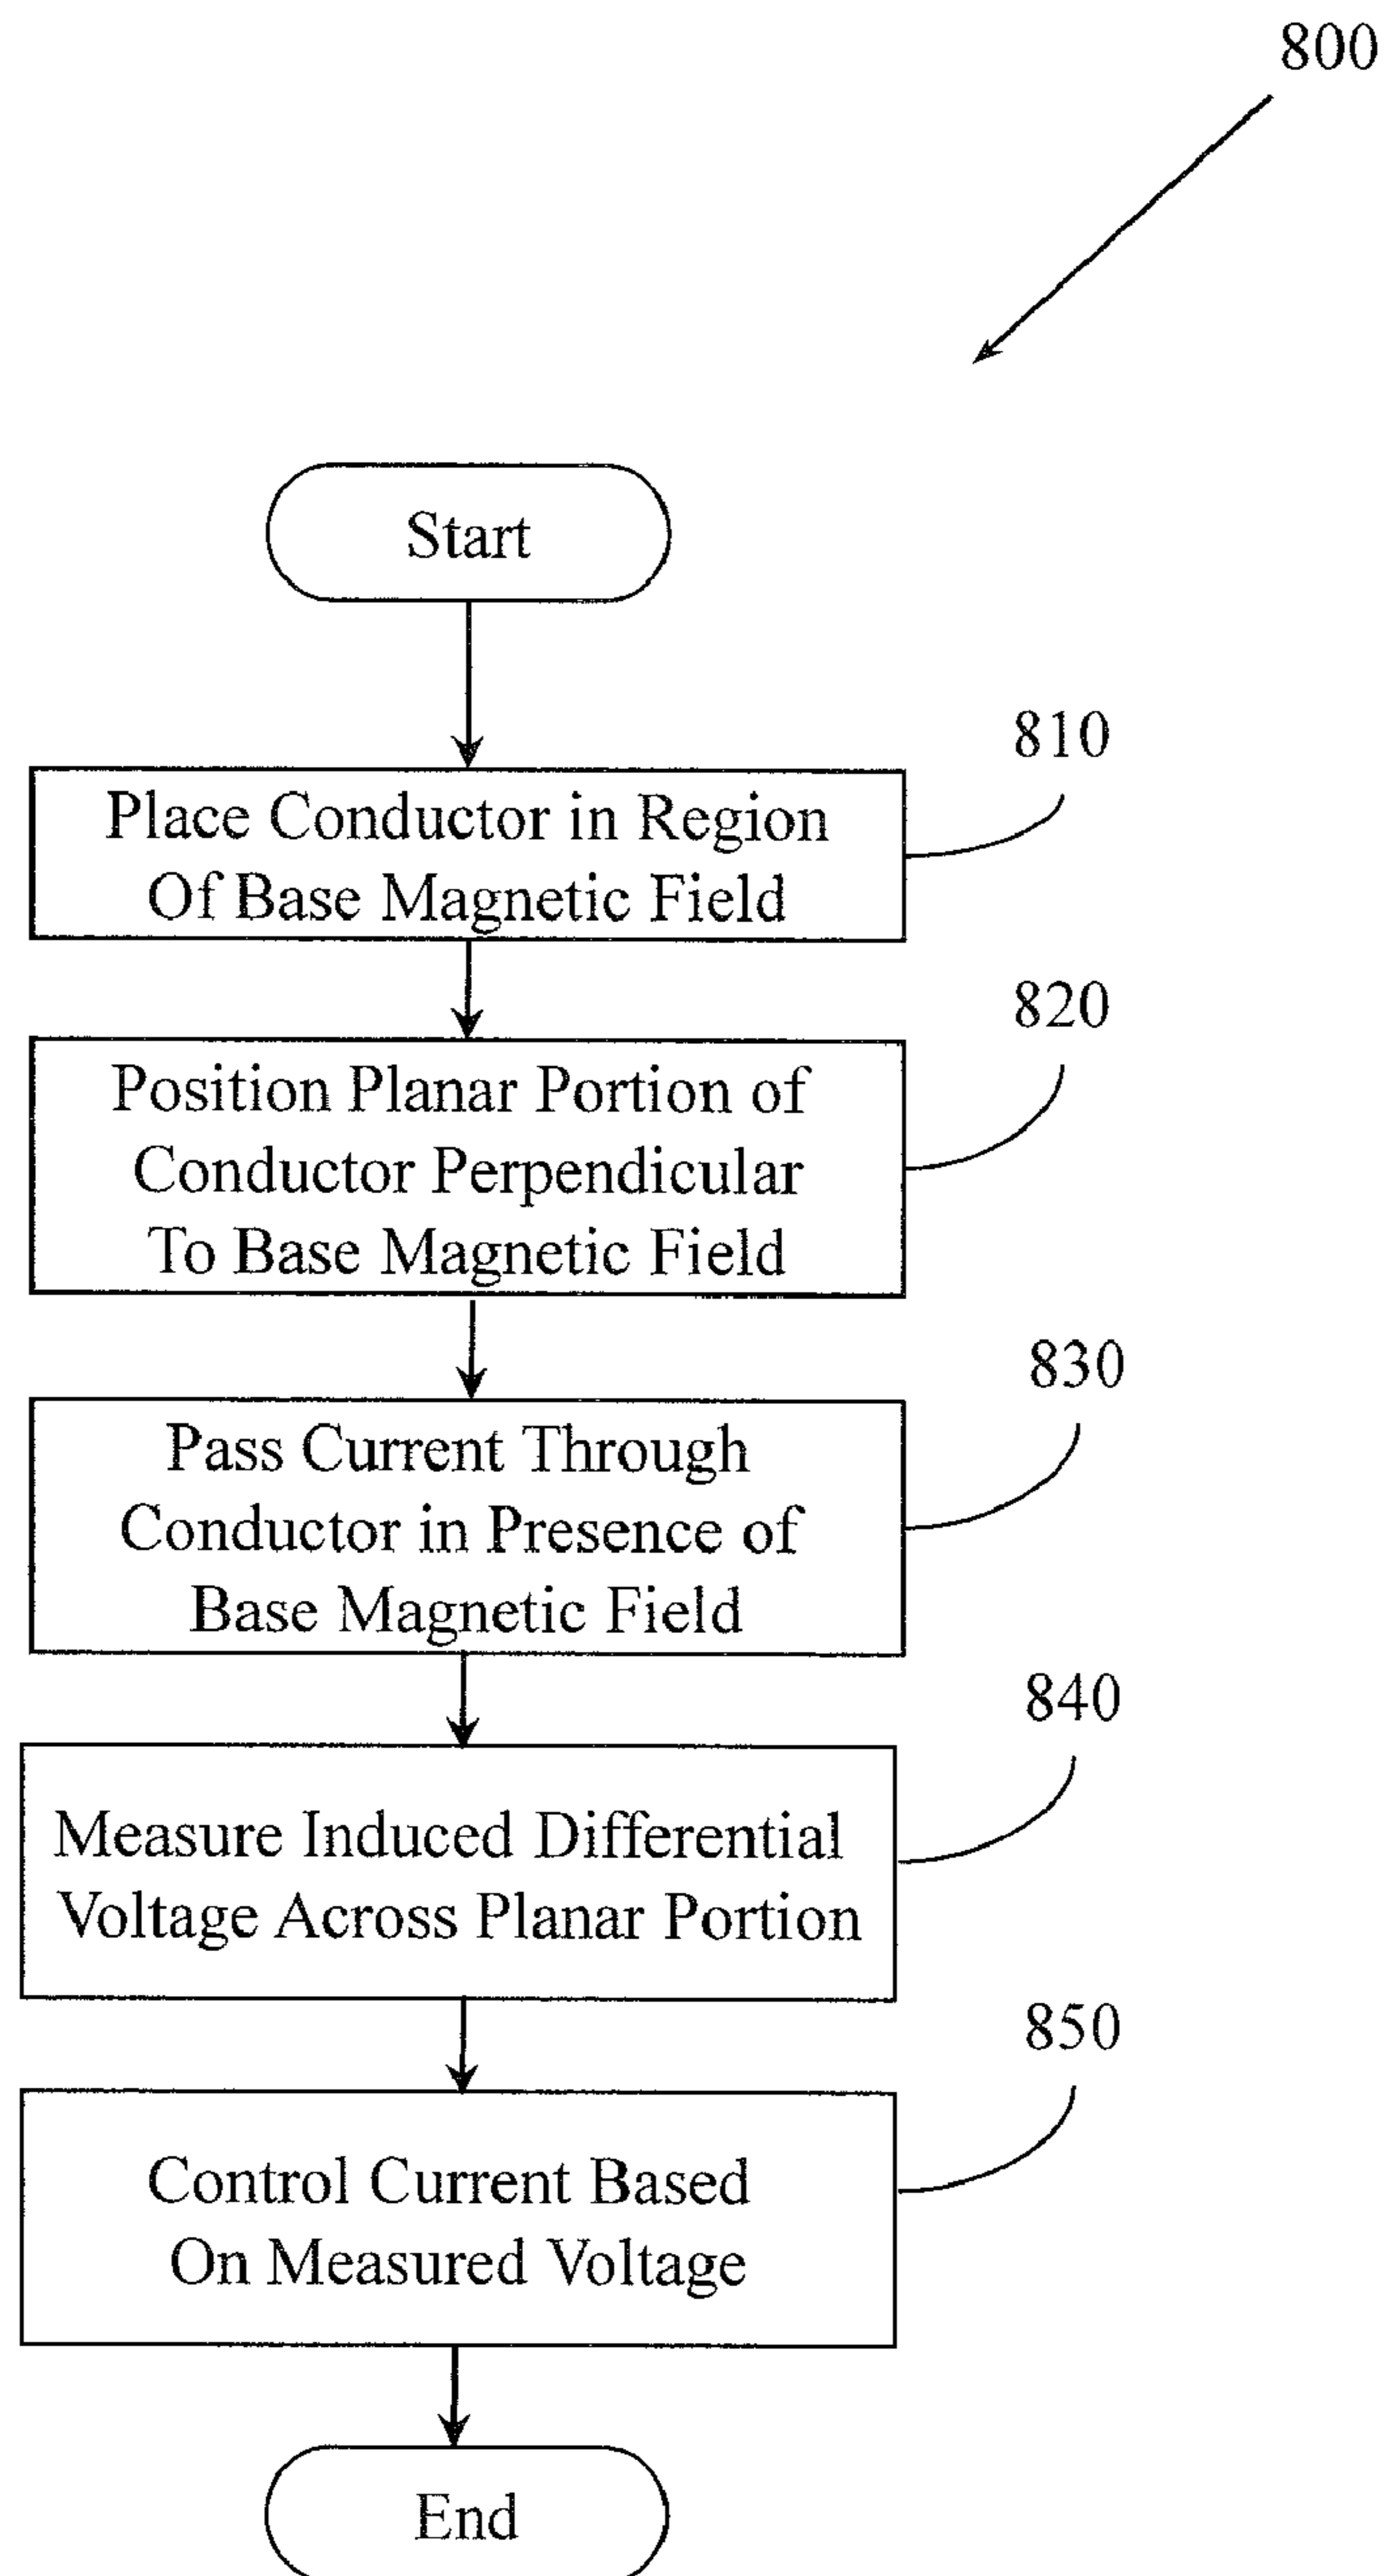 800
Start
810
Place Conductor in Region
Of Base Magnetic Field
820
Position Planar Portion of
Conductor Perpendicular
To Base Magnetic Field
830
Pass Current Through
Conductor in Presence of
Base Magnetic Field
840
Measure Induced Differential
Voltage Across Planar Portion
850
Control Current Based
On Measured Voltage
End